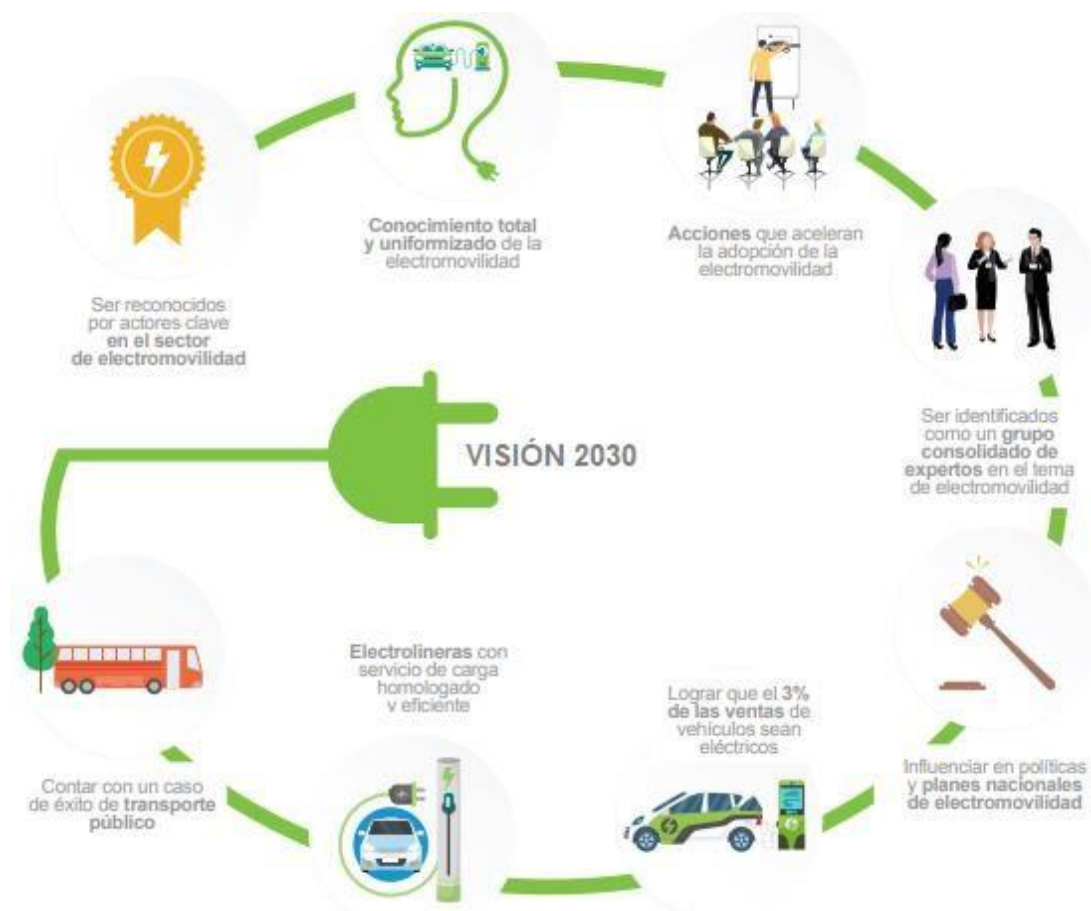 Conocimiento total
y uniformizado de la
electromovilidad
Acciones que aceleran
la adopción de la
electromovilidad
Ser reconocidos
por actores clave
en el sector
de electromovilidad
Ser identificados
como un grupo
consolidado de
expertos en el tema
de electromovilidad
VISIÓN 2030
Electrolineras con
servicio de carga
homologado
y eficiente
Lograr que el 3%
de las ventas de
vehículos sean
eléctricos
Influenciar en políticas
y planes nacionales
de electromovilidad
Contar con un caso
de éxito de transporte
público